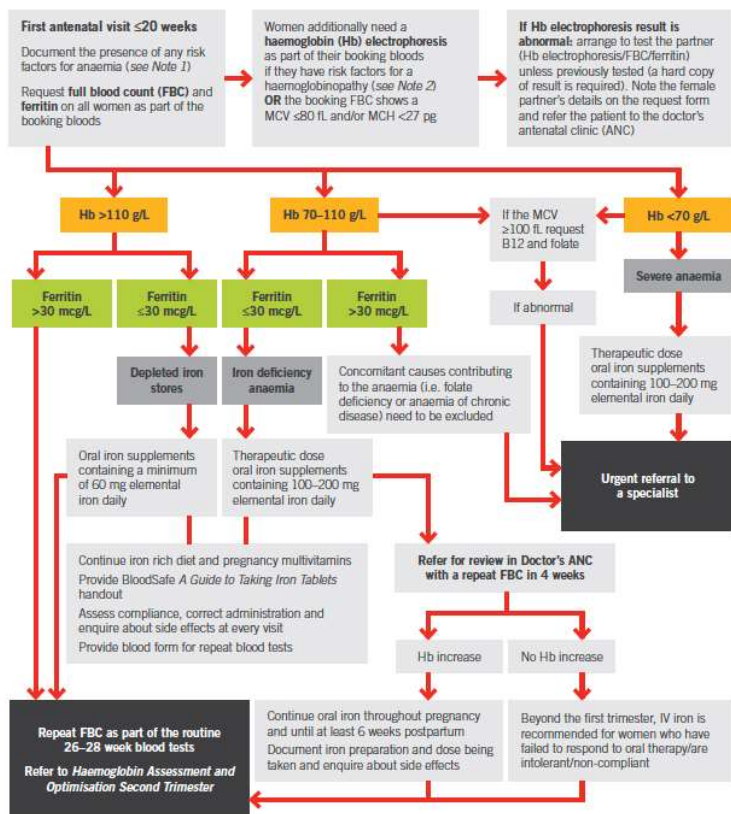 First antenatal visit ≤20 weeks
Document the presence of any risk
factors for anaemia (see Note 1)
Request full blood count (FBC) and
ferritin on all women as part of the
booking bloods
Women additionally need a
haemoglobin (Hb) electrophoresis
as part of their booking bloods
if they have risk factors for a
haemoglobinopathy (see Note 2)
OR the booking FBC shows a
MCV ≤80 fL and/or MCH <27 pg
If Hb electrophoresis result is
abnormal: arrange to test the partner
(Hb electrophoresis/FBC/ferritin)
unless previously tested (a hard copy
of result is required). Note the female
partner's details on the request form
and refer the patient to the doctor's
antenatal clinic (ANC)
Hb >110 g/L
Hb 70–110 g/L
If the MCV
≥100 fL request
B12 and folate
Hb <70 g/L
Ferritin
>30 mcg/L
Ferritin
≤30 mcg/L
Ferritin
≤30 mcg/L
Ferritin
>30 mcg/L
If abnormal
Severe anaemia
Depleted iron
stores
Iron deficiency
anaemia
Concomitant causes contributing
to the anaemia (i.e. folate
deficiency or anaemia of chronic
disease) need to be excluded
Therapeutic dose
oral iron supplements
containing 100–200 mg
elemental iron daily
Oral iron supplements
containing a minimum
of 60 mg elemental
iron daily
Therapeutic dose
oral iron supplements
containing 100–200 mg
elemental iron daily
Urgent referral to
a specialist
Continue iron rich diet and pregnancy multivitamins
Provide BloodSafe A Guide to Taking Iron Tablets
handout
Assess compliance, correct administration and
enquire about side effects at every visit
Provide blood form for repeat blood tests
Refer for review in Doctor's ANC
with a repeat FBC in 4 weeks
Hb increase
No Hb increase
Repeat FBC as part of the routine
26–28 week blood tests
Refer to Haemoglobin Assessment and
Optimisation Second Trimester
Continue oral iron throughout pregnancy
and until at least 6 weeks postpartum
Document iron preparation and dose being
taken and enquire about side effects
Beyond the first trimester, IV iron is
recommended for women who have
failed to respond to oral therapy/are
intolerant/non-compliant